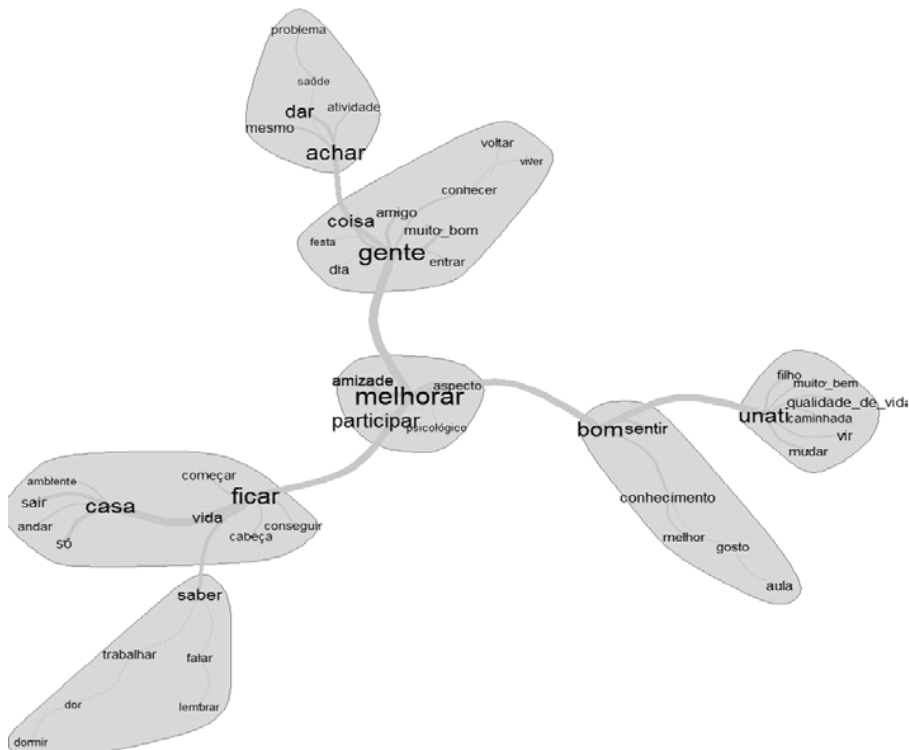 problema
saúde
dar
atividade
mesmo
achar
voltar
viver
conhecer
coisa
amigo
muito_bom
festa
gente
dia
entrar
amizade
aspecto
melhorar
participar
psicológico
filho
muito_bem
qualidade_de_vida
unati
caminhada
vir
mudar
bom
sentir
conhecimento
melhor
gosto
aula
começar
ambiente
ficar
sair
casa
vida
andar
conseguir
cabeça
só
saber
trabalhar
falar
dor
lembrar
dormir